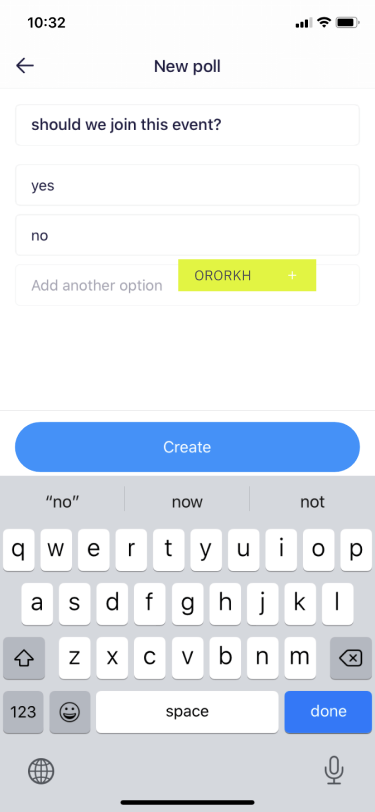 10:32
New poll
should we join this event?
yes
no
Add another option
ORORKH +
Create
“no” now not
q w e r t y u i o p
a s d f g h j k l
z x c v b n m
123 space done